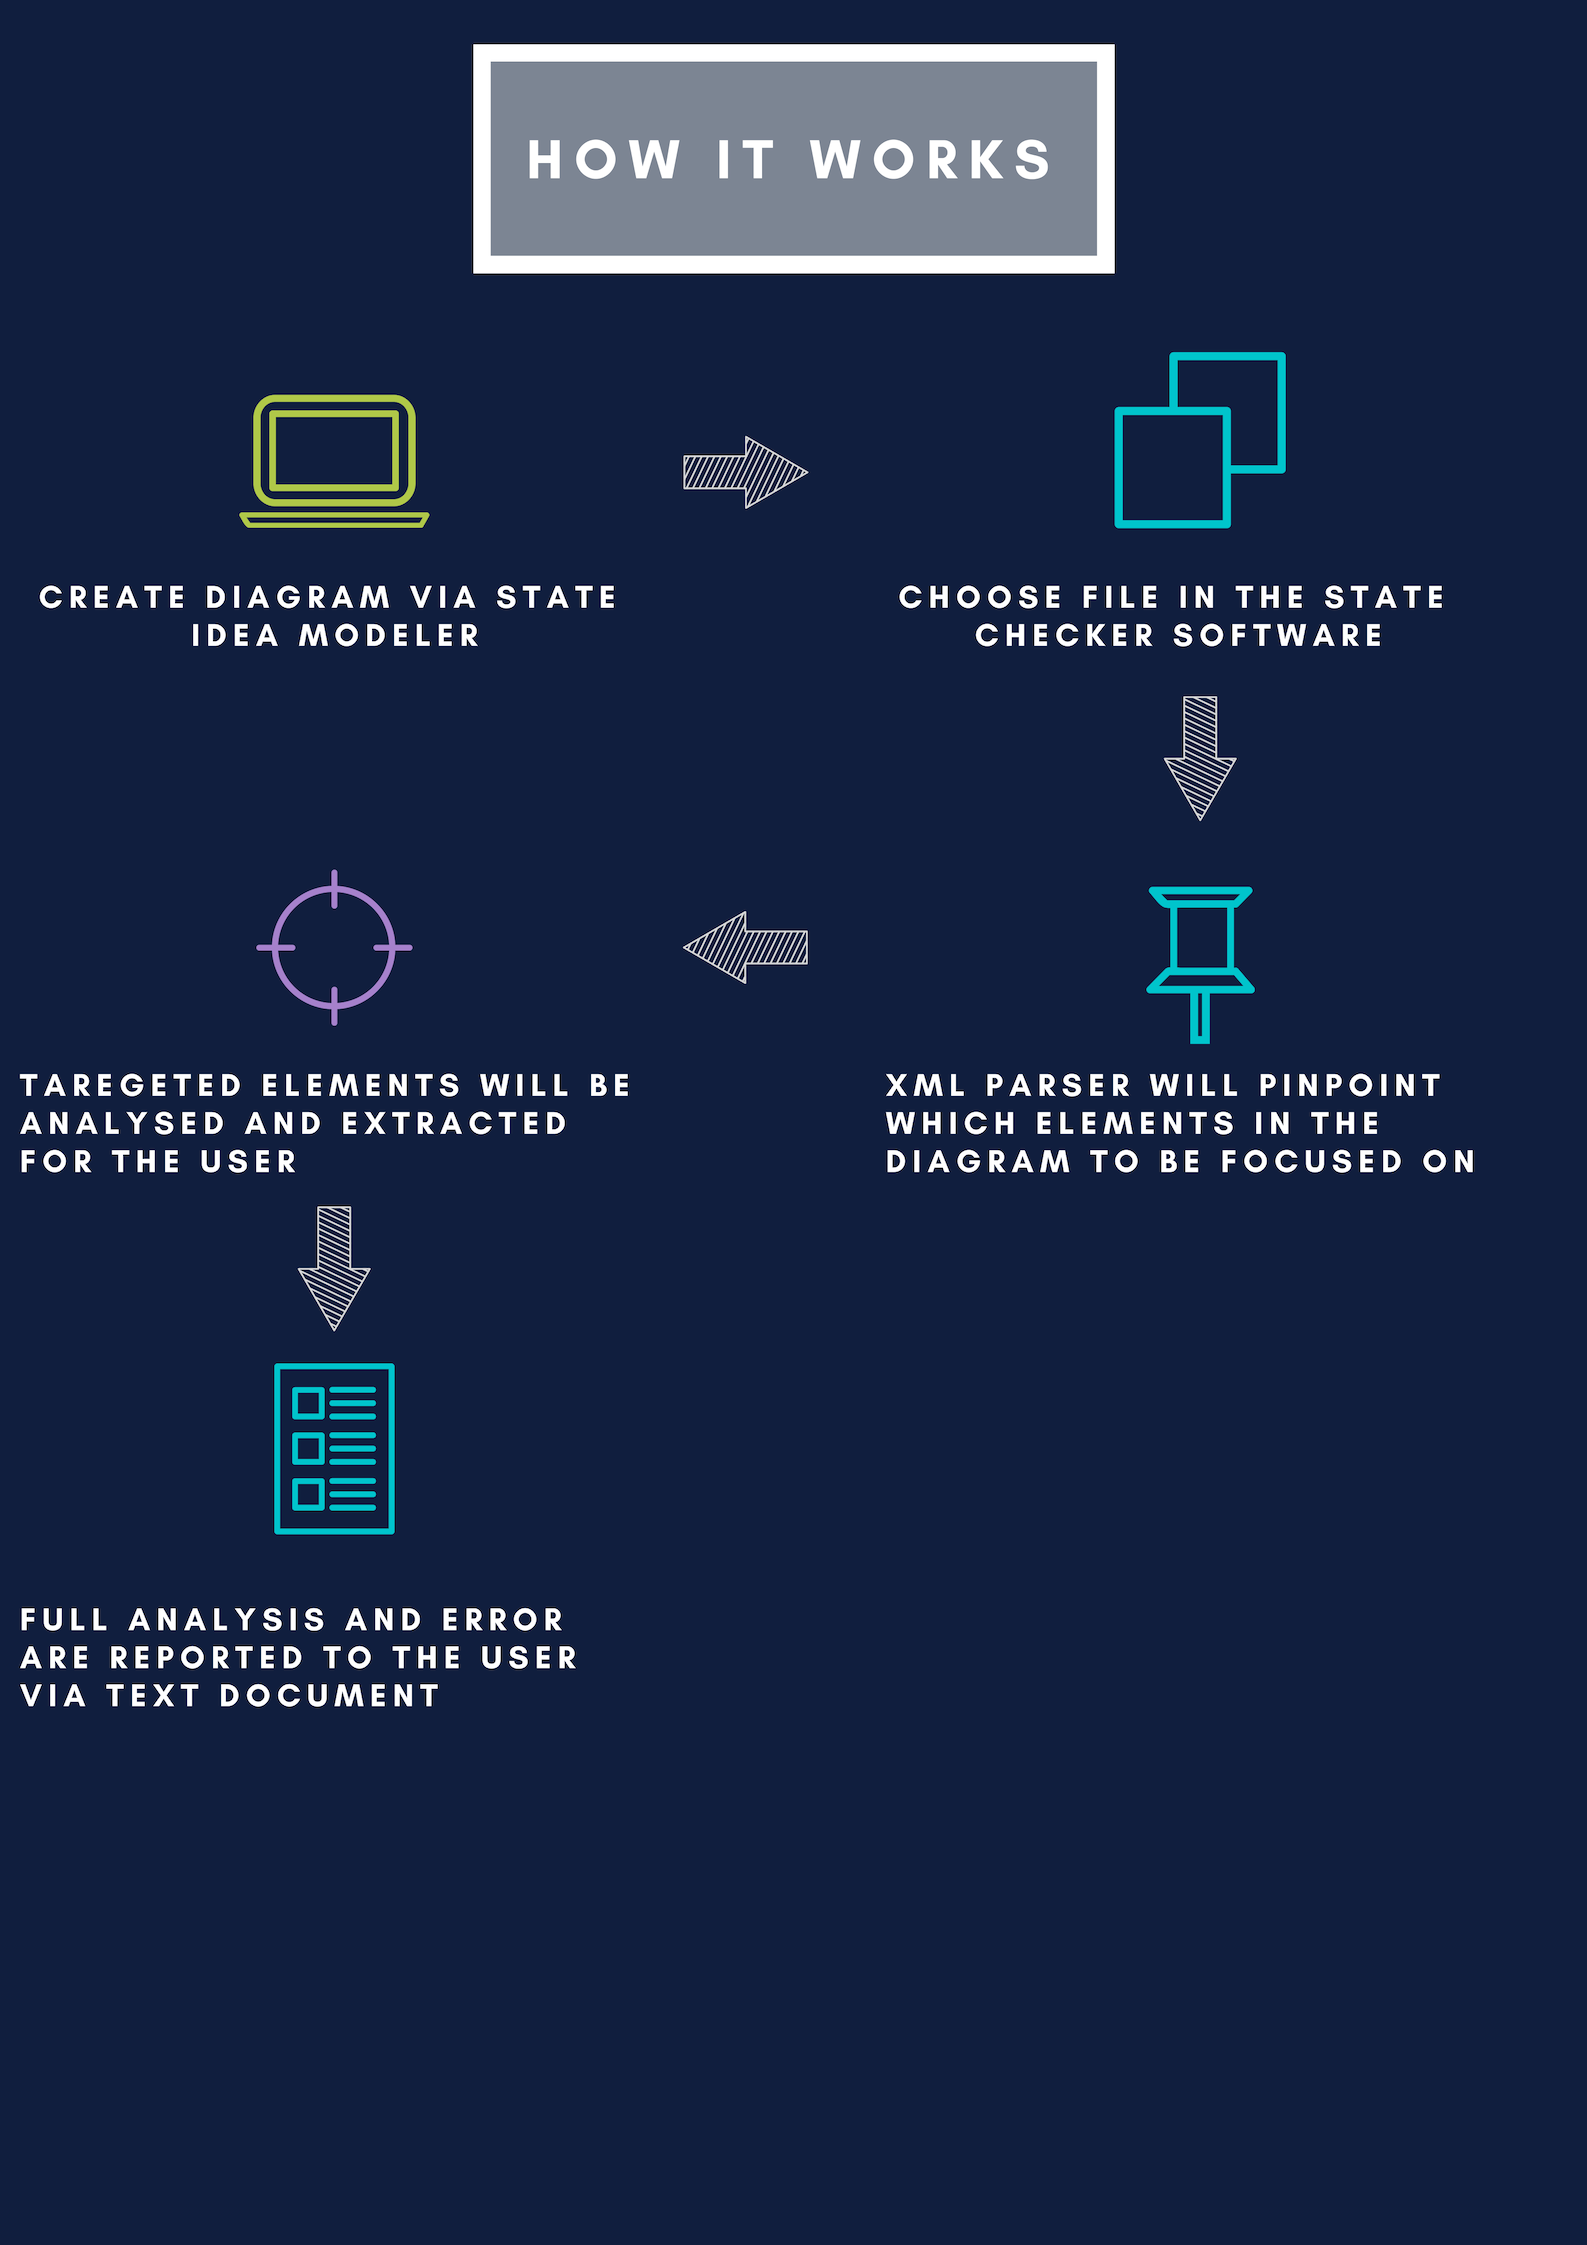 HOW IT WORKS
CREATE DIAGRAM VIA STATE
IDEA MODELER
CHOOSE FILE IN THE STATE
CHECKER SOFTWARE
XML PARSER WILL PINPOINT
WHICH ELEMENTS IN THE
DIAGRAM TO BE FOCUSED ON
TAREGETED ELEMENTS WILL BE
ANALYSED AND EXTRACTED
FOR THE USER
FULL ANALYSIS AND ERROR
ARE REPORTED TO THE USER
VIA TEXT DOCUMENT